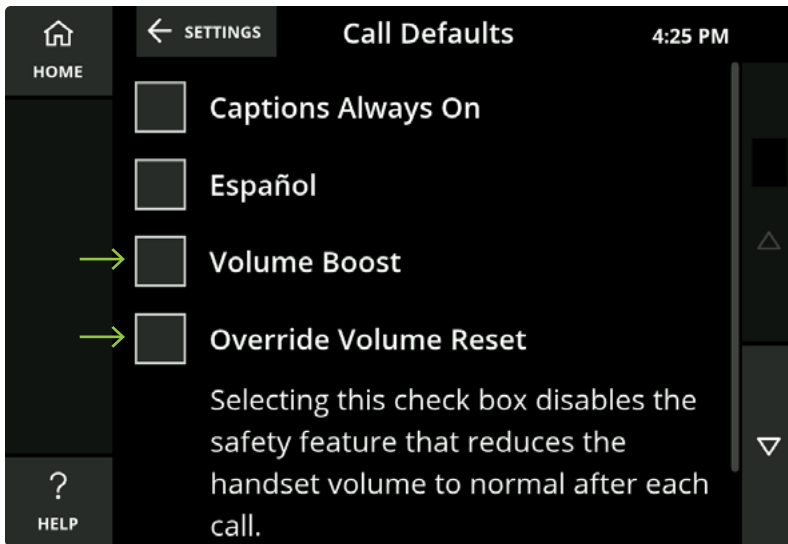 HOME
← SETTINGS
Call Defaults
4:25 PM
Captions Always On
Español
Volume Boost
Override Volume Reset
Selecting this check box disables the
safety feature that reduces the
handset volume to normal after each
call.
?
HELP